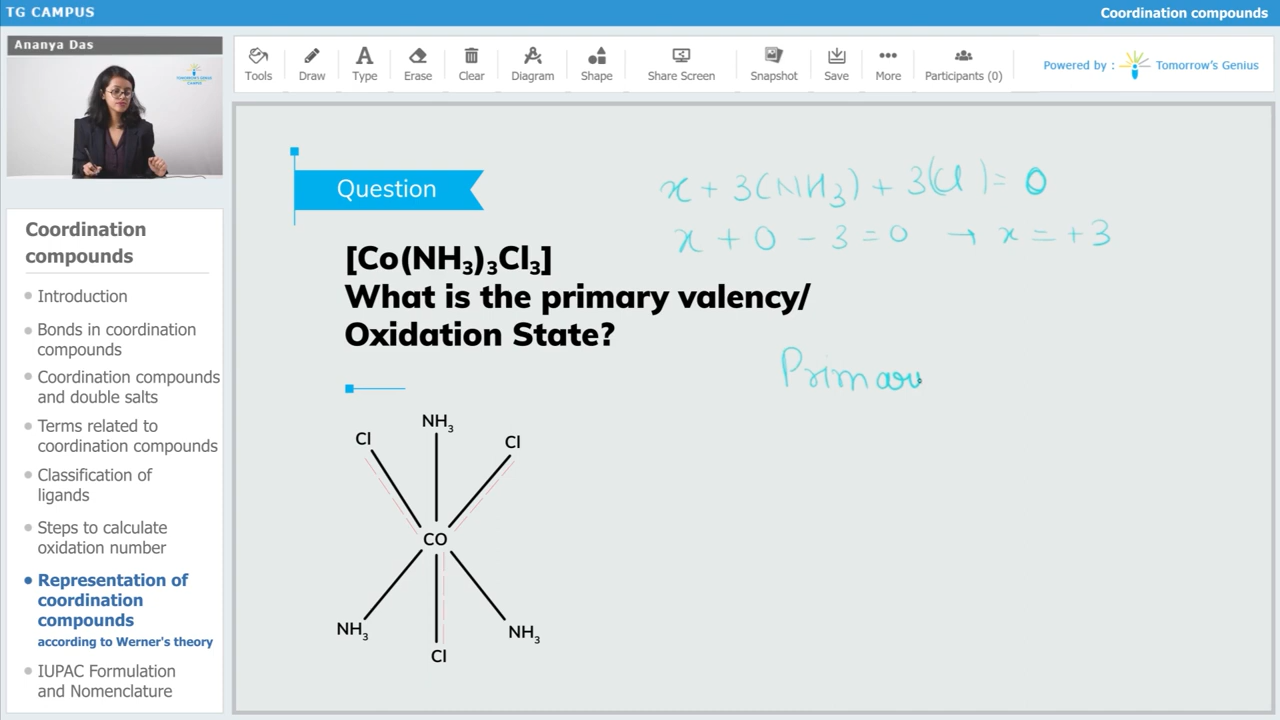 TG CAMPUS
Coordination compounds
Ananya Das
TOMORROW'S GENIUS
CAMPUS
Tools
Draw
Type
Erase
Clear
Diagram
Shape
Share Screen
Snapshot
Save
More
Participants (0)
Powered by : Tomorrow's Genius
Coordination
compounds
Introduction
Bonds in coordination
compounds
Coordination compounds
and double salts
Terms related to
coordination compounds
Classification of
ligands
Steps to calculate
oxidation number
Representation of
coordination
compounds
according to Werner's theory
IUPAC Formulation
and Nomenclature
Question
x + 3(NH₃) + 3(Cl) = 0
x + 0 - 3 = 0 → x = +3
[Co(NH₃)₃Cl₃]
What is the primary valency/
Oxidation State?
Primary
NH₃
Cl
Cl
CO
NH₃
NH₃
Cl